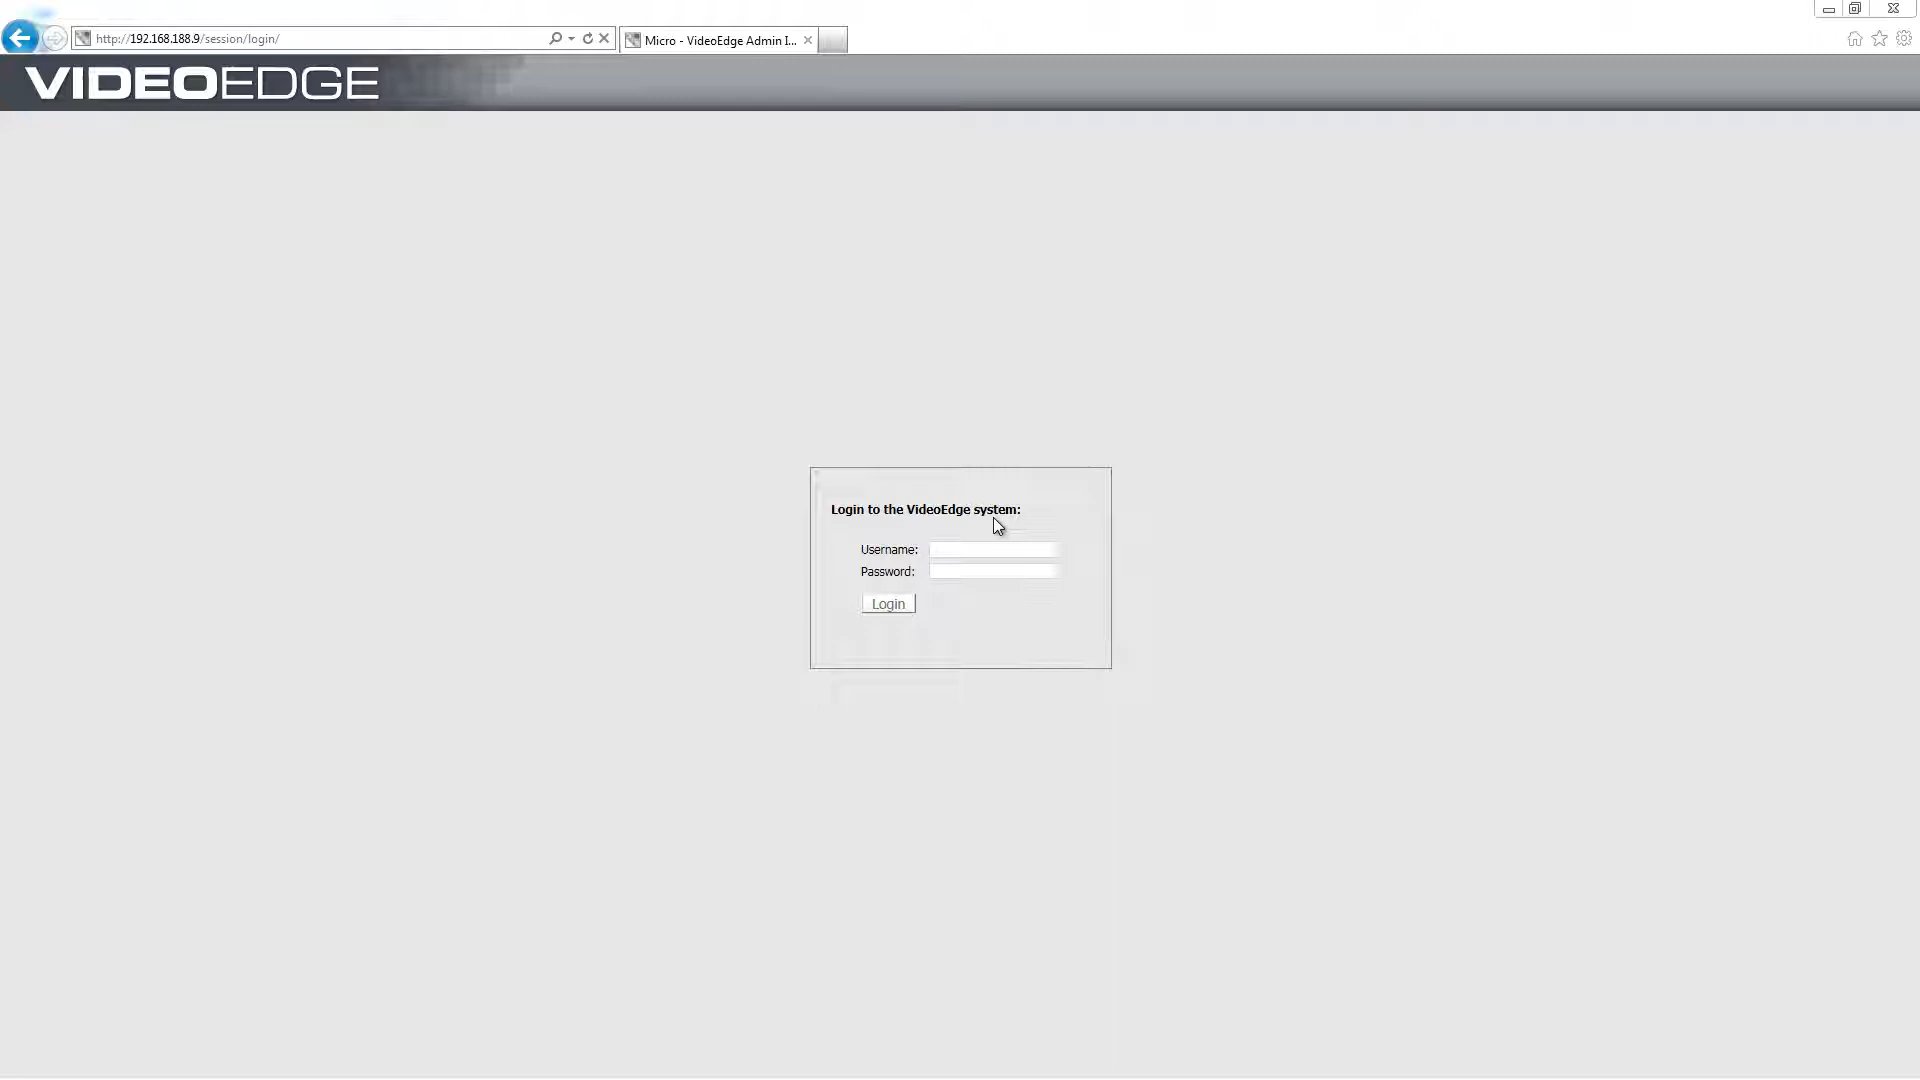 http://192.168.188.9/session/login/
Micro - VideoEdge Admin I...
VIDEOEDGE
Login to the VideoEdge system:
Username:
Password:
Login